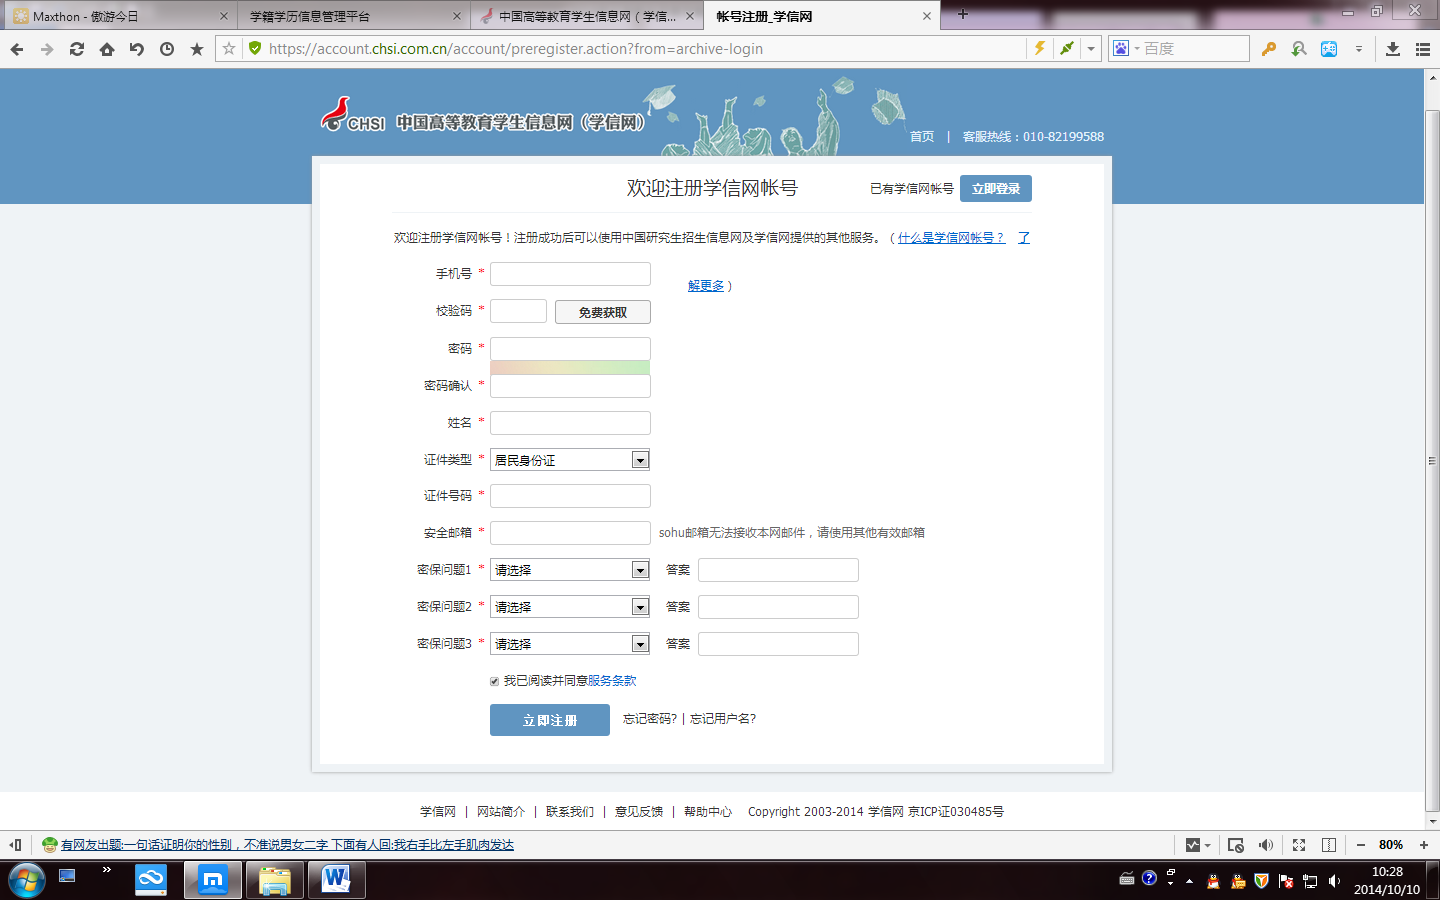 Maxthon - 傲游今日
学籍学历信息管理平台
中国高等教育学生信息网（学信...
帐号注册_学信网
https://account.chsi.com.cn/account/preregister.action?from=archive-login
百度
CHSI 中国高等教育学生信息网（学信网）
首页 | 客服热线：010-82199588
欢迎注册学信网帐号
已有学信网帐号 立即登录
欢迎注册学信网帐号！注册成功后可以使用中国研究生招生信息网及学信网提供的其他服务。（什么是学信网帐号？ 了
解更多）
手机号 *
校验码 * 免费获取
密码 *
密码确认 *
姓名 *
证件类型 * 居民身份证
证件号码 *
安全邮箱 * sohu邮箱无法接收本网邮件，请使用其他有效邮箱
密保问题1 * 请选择 答案
密保问题2 * 请选择 答案
密保问题3 * 请选择 答案
我已阅读并同意服务条款
立即注册 忘记密码? | 忘记用户名?
学信网 | 网站简介 | 联系我们 | 意见反馈 | 帮助中心 Copyright 2003-2014 学信网 京ICP证030485号
有网友出题:一句话证明你的性别，不准说男女二字 下面有人回:我右手比左手肌肉发达
80%
10:28
2014/10/10